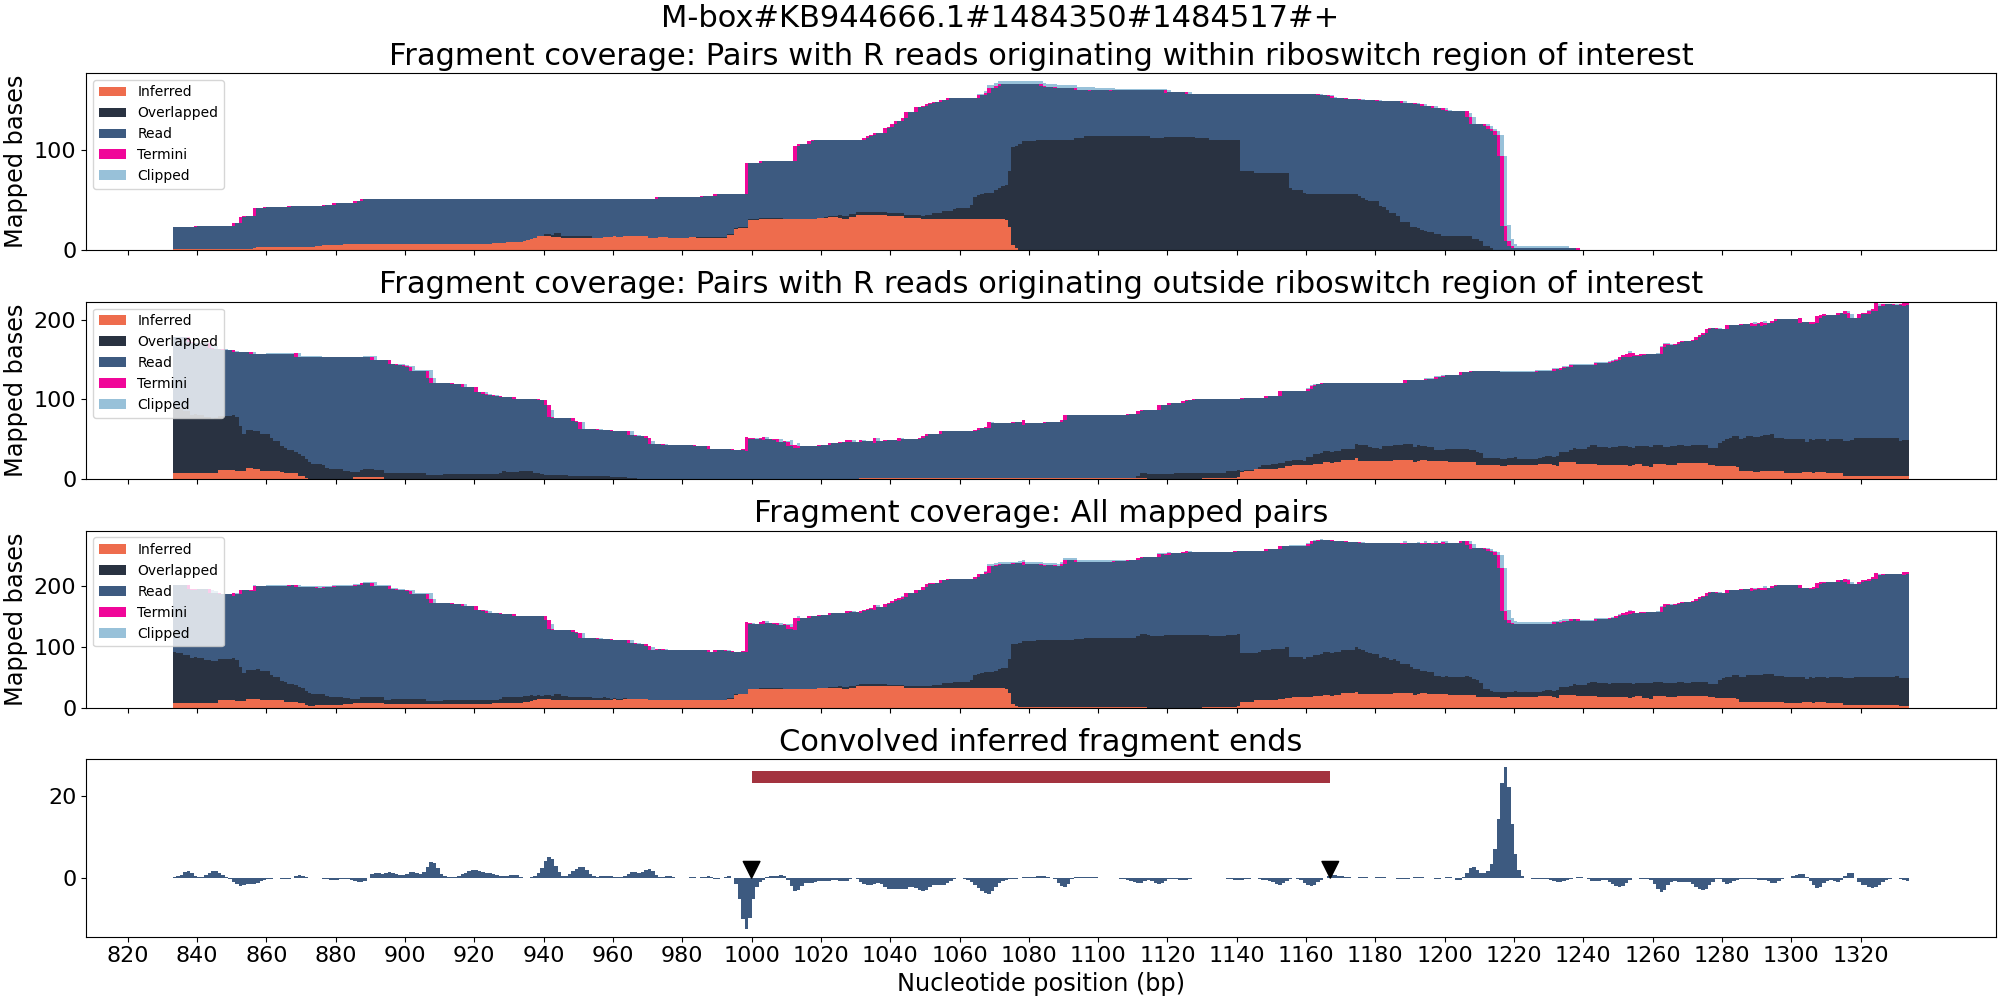 M-box#KB944666.1#1484350#1484517#+
Fragment coverage: Pairs with R reads originating within riboswitch region of interest
Mapped bases
100
0
Inferred
Overlapped
Read
Termini
Clipped
Fragment coverage: Pairs with R reads originating outside riboswitch region of interest
Mapped bases
200
100
0
Inferred
Overlapped
Read
Termini
Clipped
Fragment coverage: All mapped pairs
Mapped bases
200
100
0
Inferred
Overlapped
Read
Termini
Clipped
Convolved inferred fragment ends
20
0
820 840 860 880 900 920 940 960 980 1000 1020 1040 1060 1080 1100 1120 1140 1160 1180 1200 1220 1240 1260 1280 1300 1320
Nucleotide position (bp)